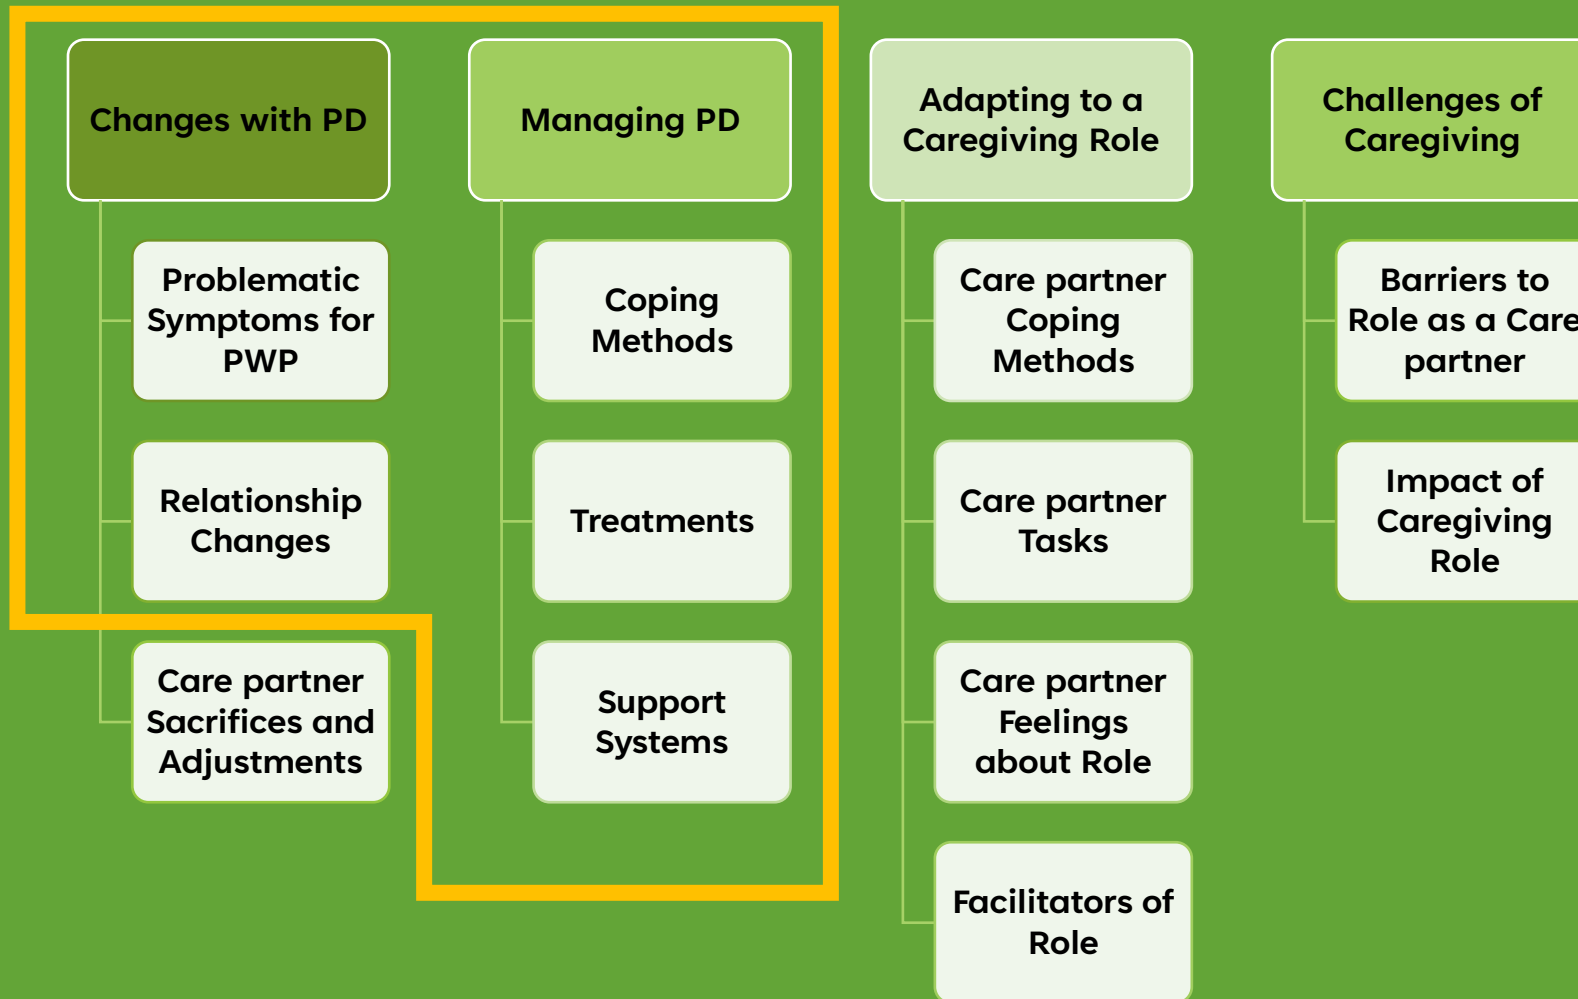 Changes with PD
Problematic
Symptoms for
PWP
Relationship
Changes
Care partner
Sacrifices and
Adjustments
Managing PD
Coping
Methods
Treatments
Support
Systems
Adapting to a
Caregiving Role
Care partner
Coping
Methods
Care partner
Tasks
Care partner
Feelings
about Role
Facilitators of
Role
Challenges of
Caregiving
Barriers to
Role as a Care
partner
Impact of
Caregiving
Role